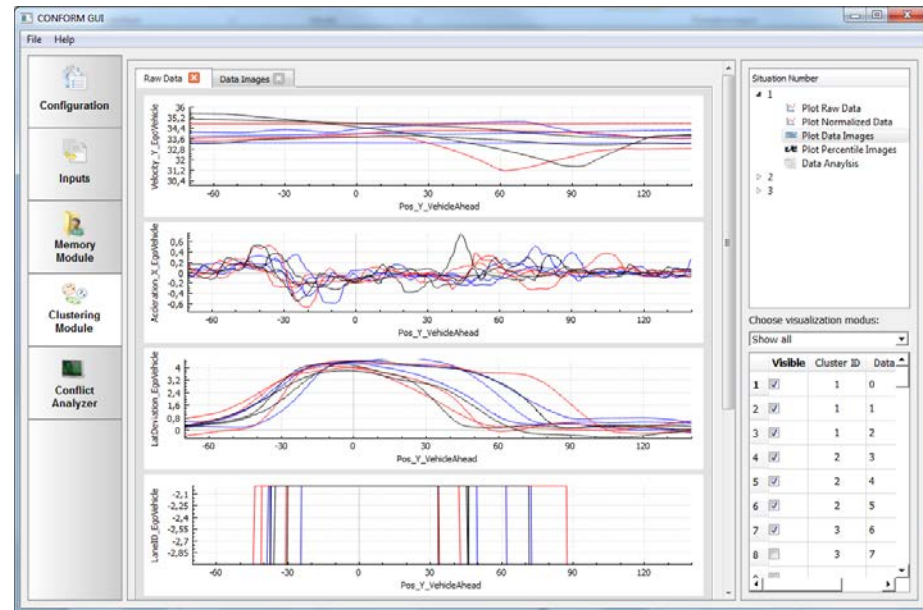 CONFORM GUI
File Help
Configuration
Inputs
Memory
Module
Clustering
Module
Conflict
Analyzer
Raw Data Data Images
Velocity_Y_EgoVehicle
36
35,2
34,4
33,6
32,8
32
31,2
30,4
-60 -30 0 30 60 90 120
Pos_Y_VehicleAhead
Accleration_X_EgoVehicle
0,6
0,4
0,2
0
-0,2
-0,4
-0,6
-60 -30 0 30 60 90 120
Pos_Y_VehicleAhead
LatDeviation_EgoVehicle
4
3,2
2,4
1,6
0,8
0
-60 -30 0 30 60 90 120
Pos_Y_VehicleAhead
LaneID_EgoVehicle
-2,1
-2,25
-2,4
-2,55
-2,7
-2,85
-60 -30 0 30 60 90 120
Pos_Y_VehicleAhead
Situation Number
1
Plot Raw Data
Plot Normalized Data
Plot Data Images
Plot Percentile Images
Data Anaylsis
2
3
Choose visualization modus:
Show all
Visible Cluster ID Data
1 1 0
2 1 1
3 1 2
4 2 3
5 2 4
6 2 5
7 3 6
8 3 7